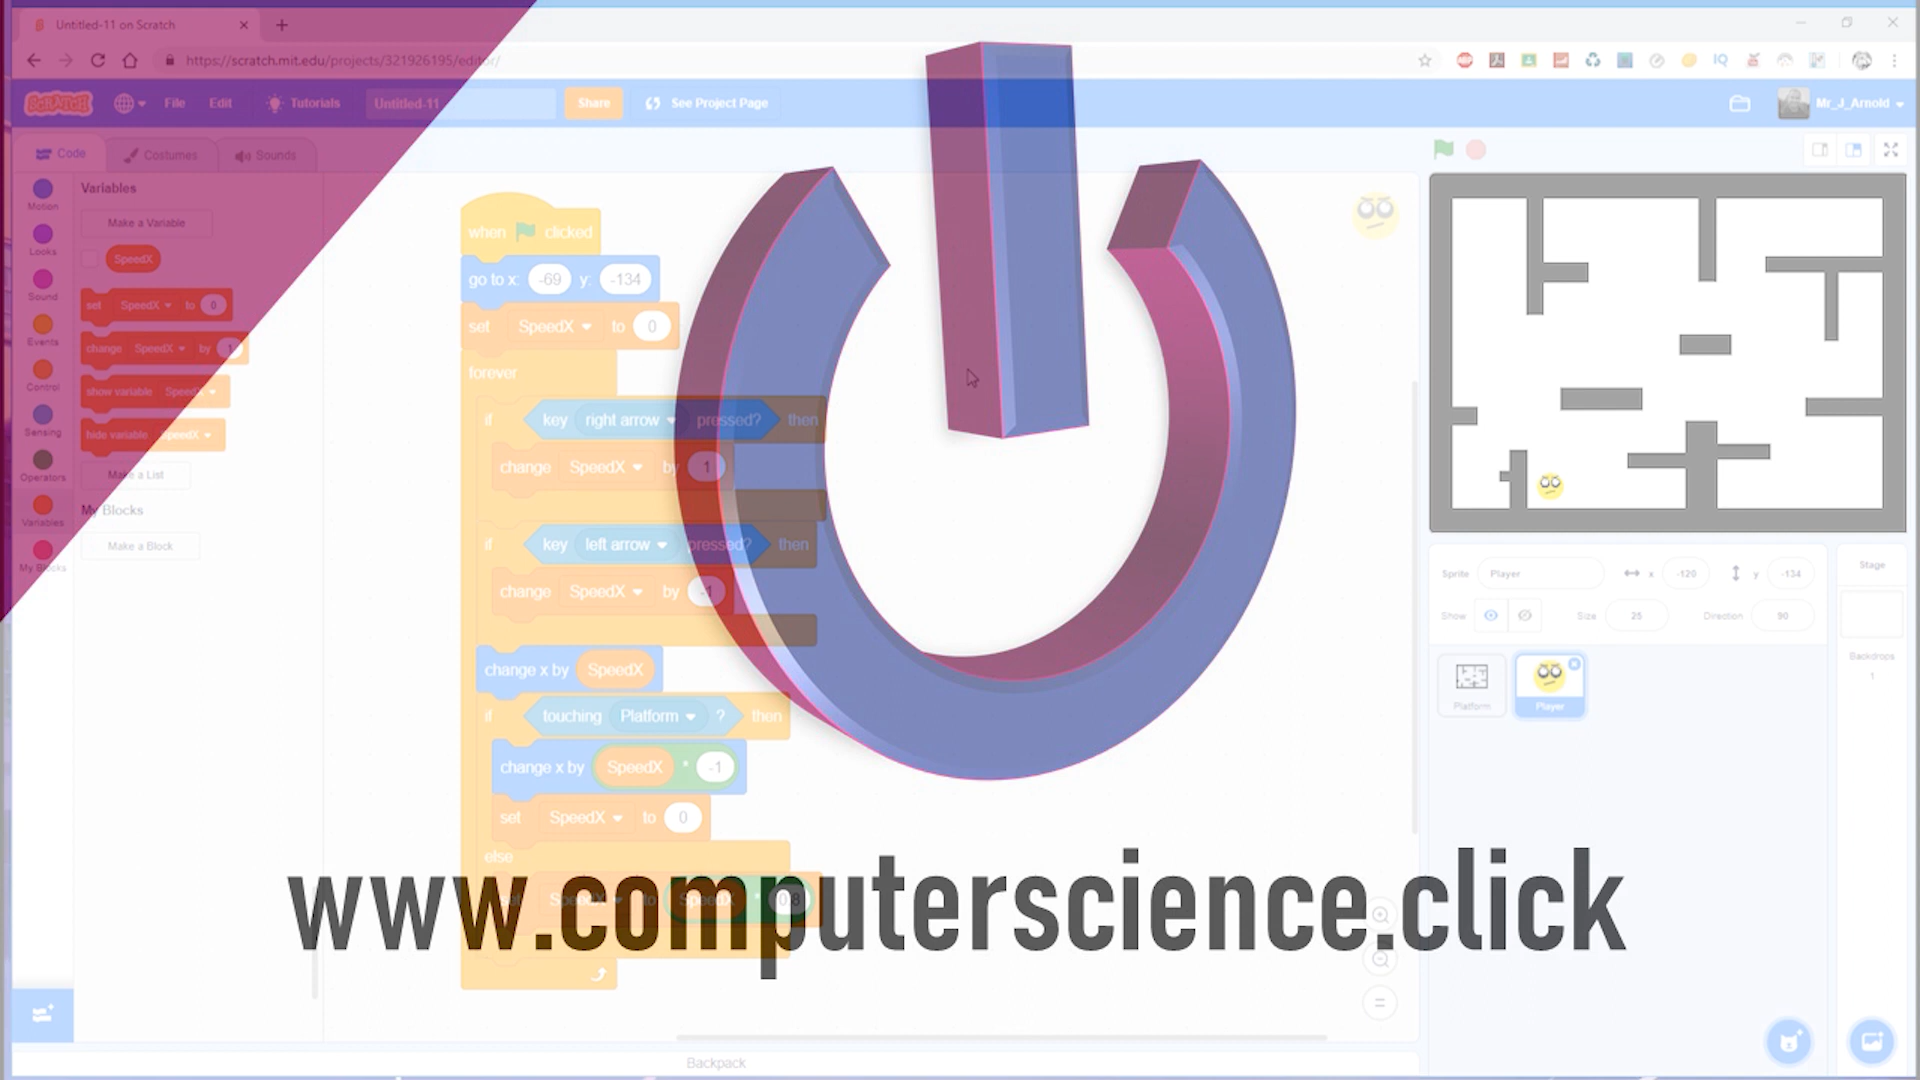 Untitled-11 on Scratch
https://scratch.mit.edu/projects/321926195/editor/
SCRATCH
File
Edit
Tutorials
Untitled-11
Share
See Project Page
Mr_J_Arnold
Code
Costumes
Sounds
Motion
Looks
Sound
Events
Control
Sensing
Operators
Variables
My Blocks
Variables
Make a Variable
SpeedX
set SpeedX to 0
change SpeedX by 1
show variable SpeedX
hide variable SpeedX
Make a List
My Blocks
Make a Block
when clicked
go to x: -69 y: -134
set SpeedX to 0
forever
if key right arrow pressed? then
change SpeedX by 1
if key left arrow pressed? then
change SpeedX by -1
change x by SpeedX
if touching Platform ? then
change x by SpeedX * -1
set SpeedX to 0
else
set SpeedX to SpeedX
www.computerscience.click
Backpack
Sprite Player x -120 y -134
Show Size 25 Direction 90
Platform
Player
Stage
Backdrops
1